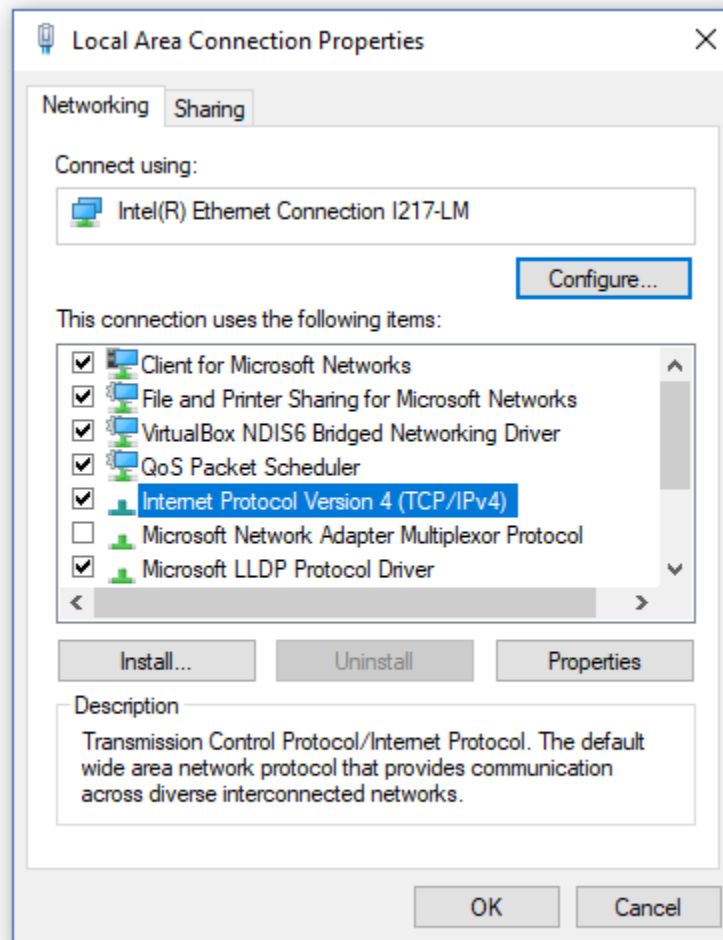 Local Area Connection Properties
Networking
Sharing
Connect using:
Intel(R) Ethernet Connection I217-LM
Configure...
This connection uses the following items:
Client for Microsoft Networks
File and Printer Sharing for Microsoft Networks
VirtualBox NDIS6 Bridged Networking Driver
QoS Packet Scheduler
Internet Protocol Version 4 (TCP/IPv4)
Microsoft Network Adapter Multiplexor Protocol
Microsoft LLDP Protocol Driver
Install...
Uninstall
Properties
Description
Transmission Control Protocol/Internet Protocol. The default
wide area network protocol that provides communication
across diverse interconnected networks.
OK
Cancel